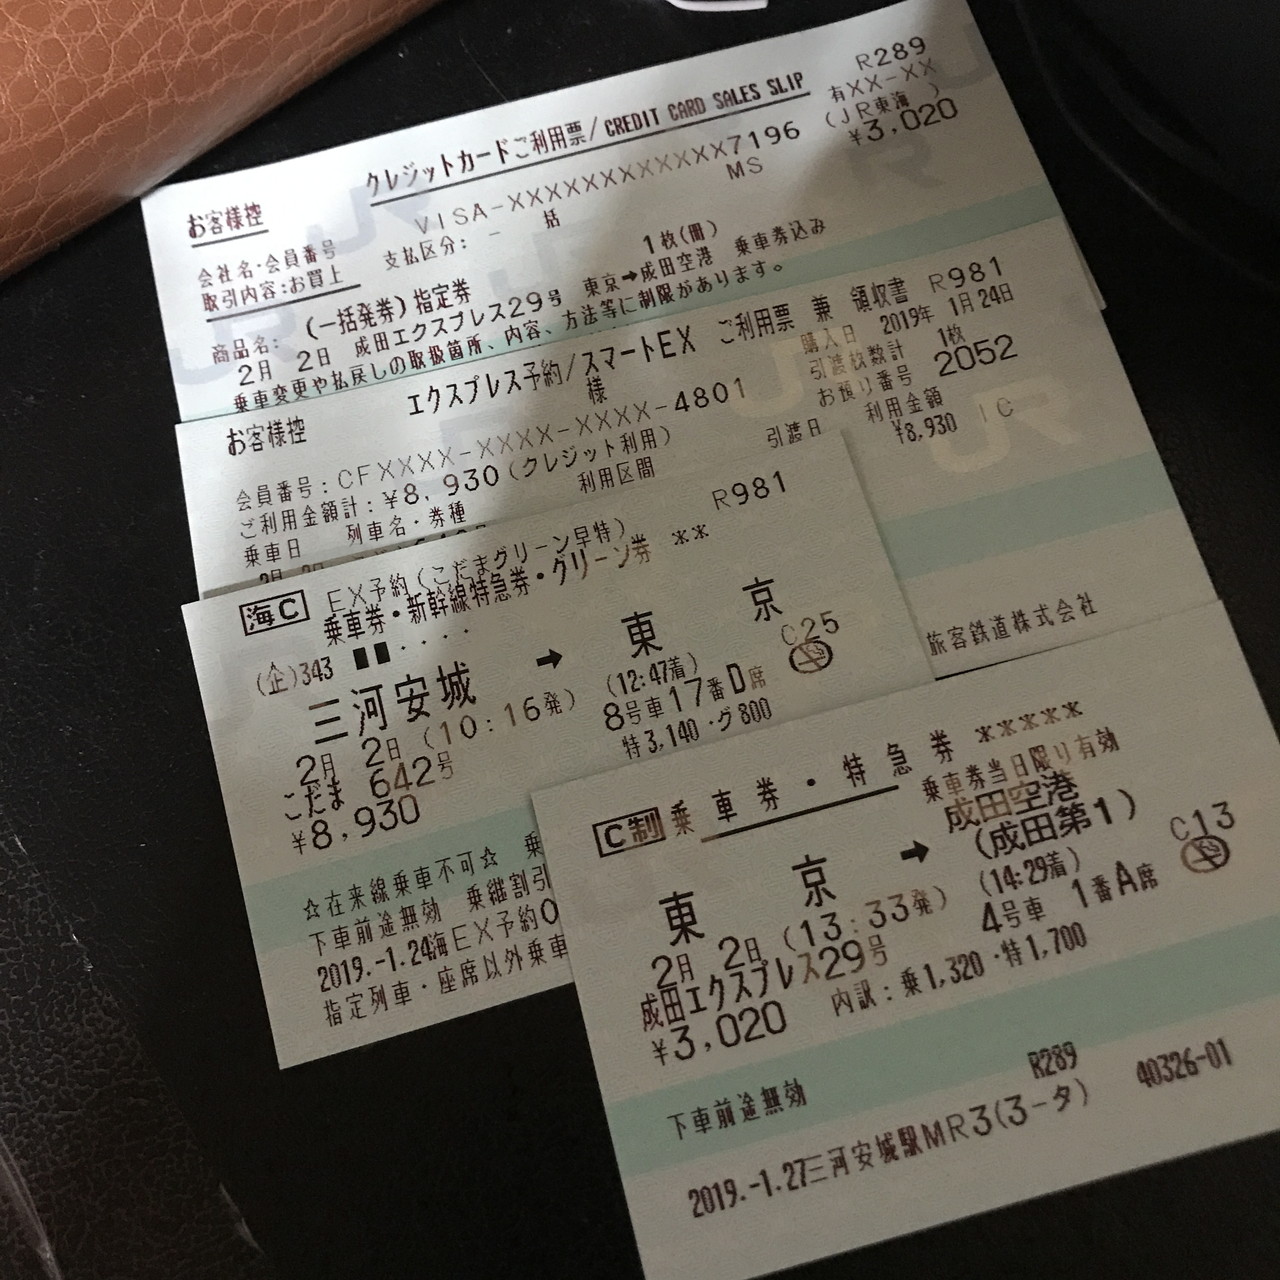 R289
クレジットカードご利用票/CREDIT CARD SALES SLIP
有XX-XX
お客様控
(JR東海 )
VISA-XXXXXXXXXXXX7196
¥3,020
会社名・会員番号
MS
取引内容:お買上
支払区分: 一 括
1枚(冊)
商品名: (一括発券)指定券
東京→成田空港 乗車券込み
2月 2日 成田エクスプレス29号
乗車変更や払戻しの取扱箇所、内容、方法等に制限があります。
R981
エクスプレス予約/スマートEX ご利用票 兼 領収書
様
購入日 2019年 1月24日
お客様控
引渡枚数計 1枚
お預り番号 2052
会員番号:CFXXXX-XXXX-XXXX-4801
利用金額
¥8,930 IC
ご利用金額計:¥8,930(クレジット利用)
引渡日
乗車日 列車名・券種
利用区間
旅客鉄道株式会社
R981
海C EX予約(こだまグリーン早特)
乗車券・新幹線特急券・グリーン券 **
(企)343
三河安城 → 東 京
C25
(10:16発) (12:47着)
2月 2日
8号車17番D席
こだま 642号
特3,140・グ800
¥8,930
☆在来線乗車不可☆ 乗
下車前途無効 乗継割引
2019.-1.24海EX予約0
指定列車・座席以外乗車
C制 乗車券・特急券 *****
乗車券当日限り有効
東 京 → 成田空港
(成田第1)
C13
2月 2日 (13:33発) (14:29着)
成田エクスプレス29号
4号車 1番A席
¥3,020
内訳:乗1,320・特1,700
下車前途無効
R289
40326-01
2019.-1.27三河安城駅MR3(3-タ)